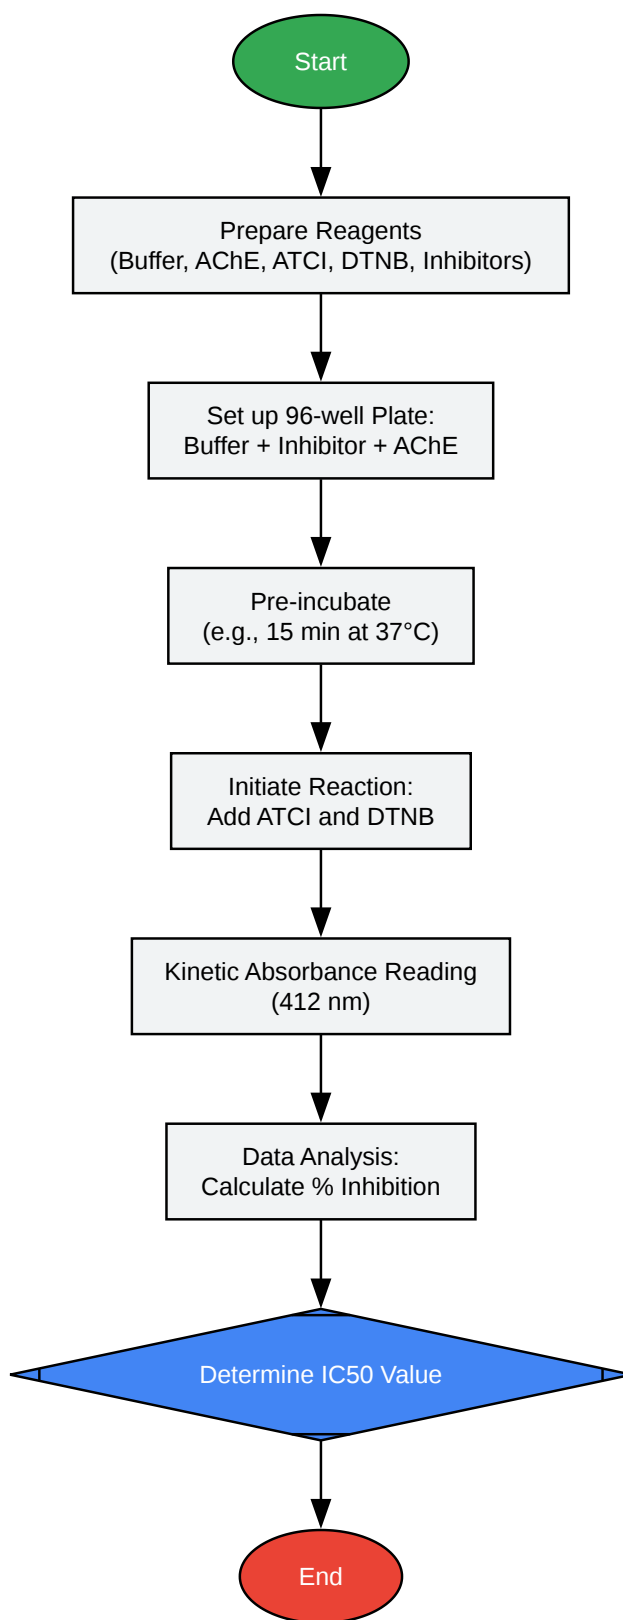 Start
Prepare Reagents
(Buffer, AChE, ATCI, DTNB, Inhibitors)
Set up 96-well Plate:
Buffer + Inhibitor + AChE
Pre-incubate
(e.g., 15 min at 37°C)
Initiate Reaction:
Add ATCI and DTNB
Kinetic Absorbance Reading
(412 nm)
Data Analysis:
Calculate % Inhibition
Determine IC50 Value
End